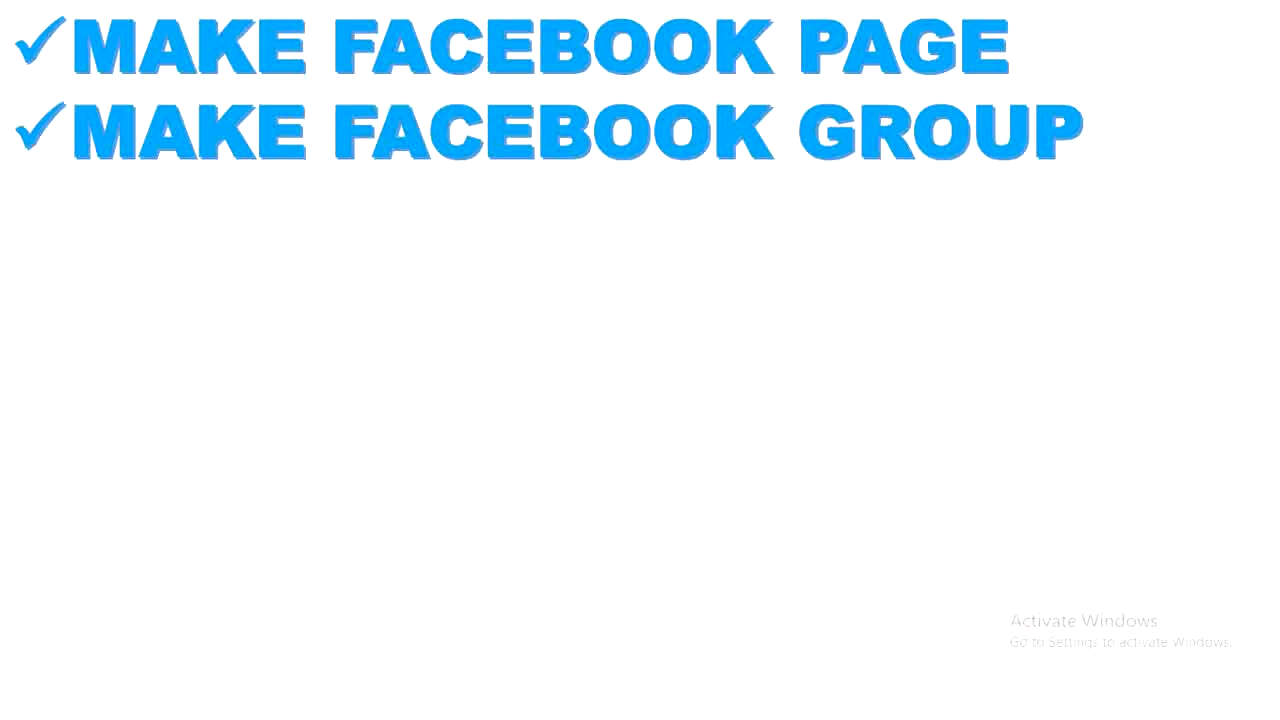 ✓MAKE FACEBOOK PAGE
✓MAKE FACEBOOK GROUP
Activate Windows
Go to Settings to activate Windows.